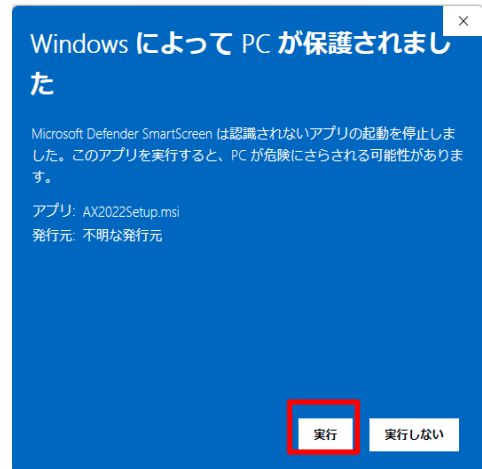 Windows によって PC が保護されまし
た
Microsoft Defender SmartScreen は認識されないアプリの起動を停止しま
した。このアプリを実行すると、PC が危険にさらされる可能性がありま
す。
アプリ: AX2022Setup.msi
発行元: 不明な発行元
実行 実行しない